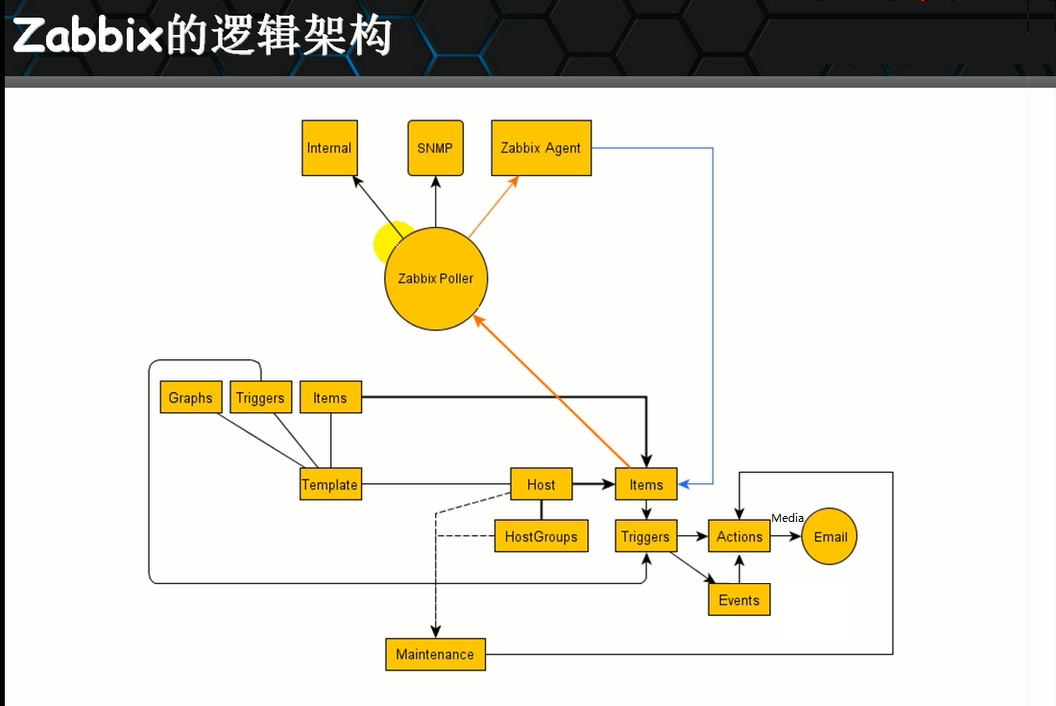 Zabbix的逻辑架构
Internal
SNMP
Zabbix Agent
Zabbix Poller
Graphs
Triggers
Items
Template
Host
Items
HostGroups
Triggers
Actions
Media
Email
Events
Maintenance